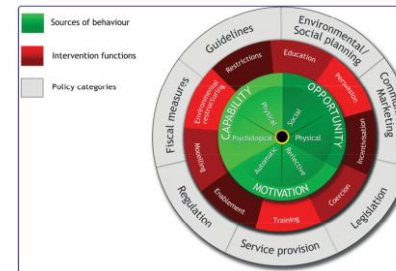 Sources of behaviour
Intervention functions
Policy categories
Guidelines
Environmental/
Social planning
Marketing
Legislation
Service provision
Regulation
Fiscal measures
Restrictions
Education
Persuasion
Incentivisation
Coercion
Training
Enablement
Modelling
Environmental
restructuring
CAPABILITY
OPPORTUNITY
MOTIVATION
Physical
Social
Physical
Reflective
Automatic
Psychological